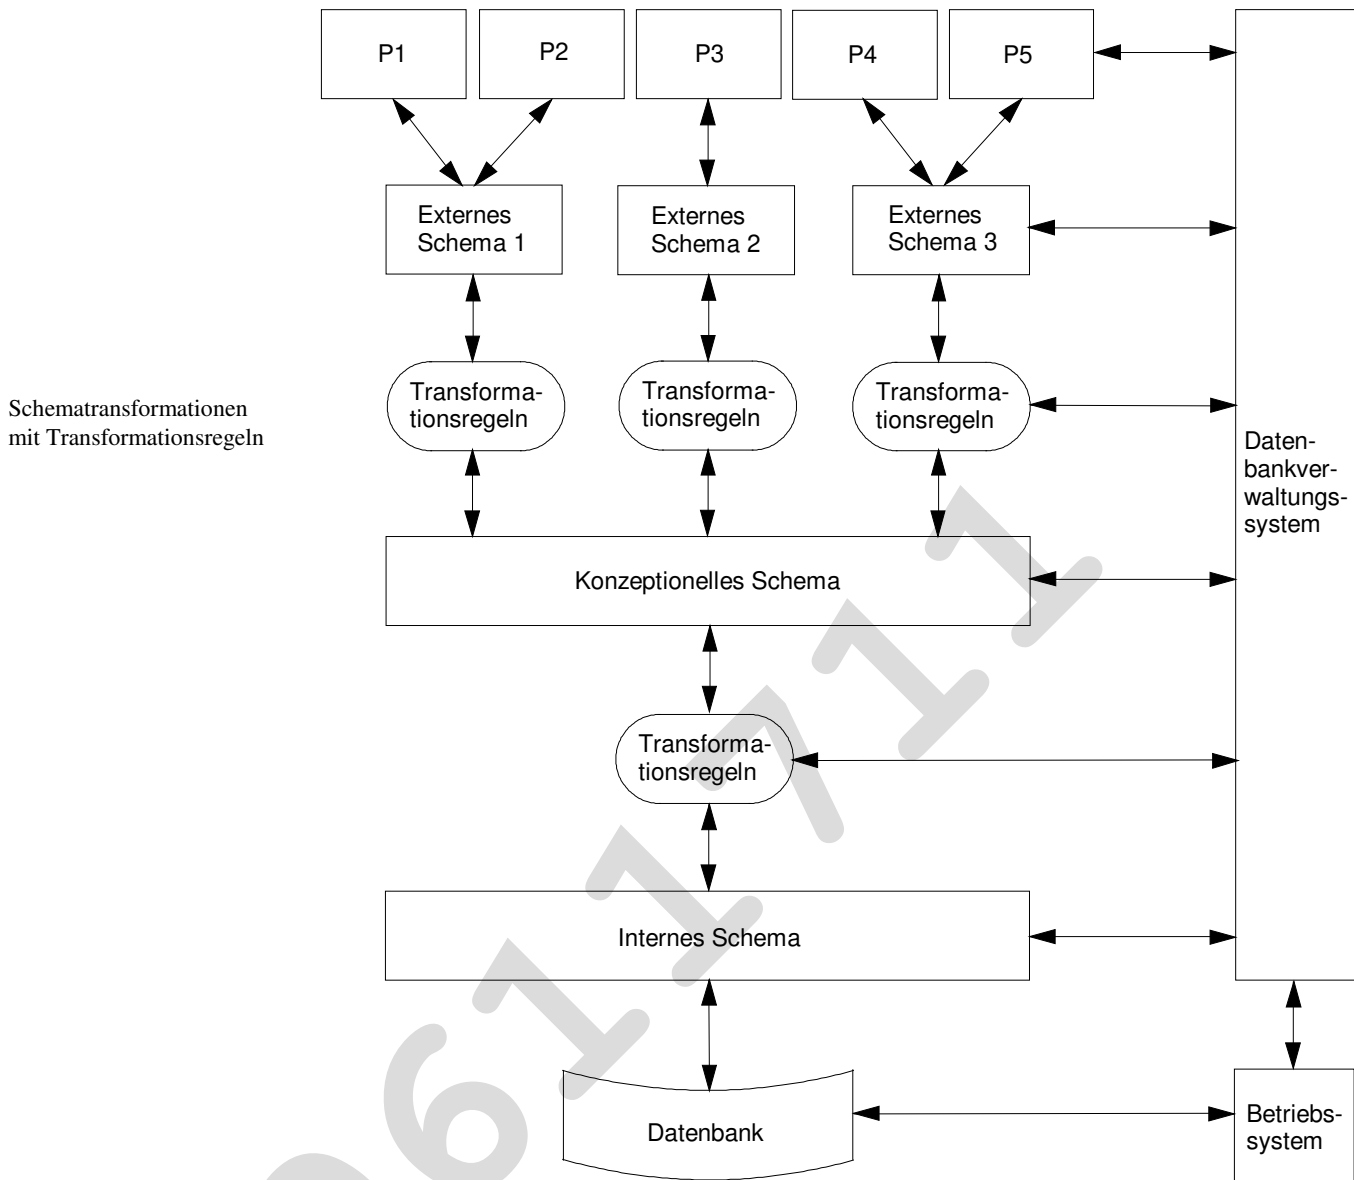 P1
P2
P3
P4
P5
Externes
Schema 1
Externes
Schema 2
Externes
Schema 3
Schematransformationen
mit Transformationsregeln
Transforma-
tionsregeln
Transforma-
tionsregeln
Transforma-
tionsregeln
Daten-
bankver-
waltungs-
system
Konzeptionelles Schema
Transforma-
tionsregeln
Internes Schema
Datenbank
Betriebs-
system
9611711